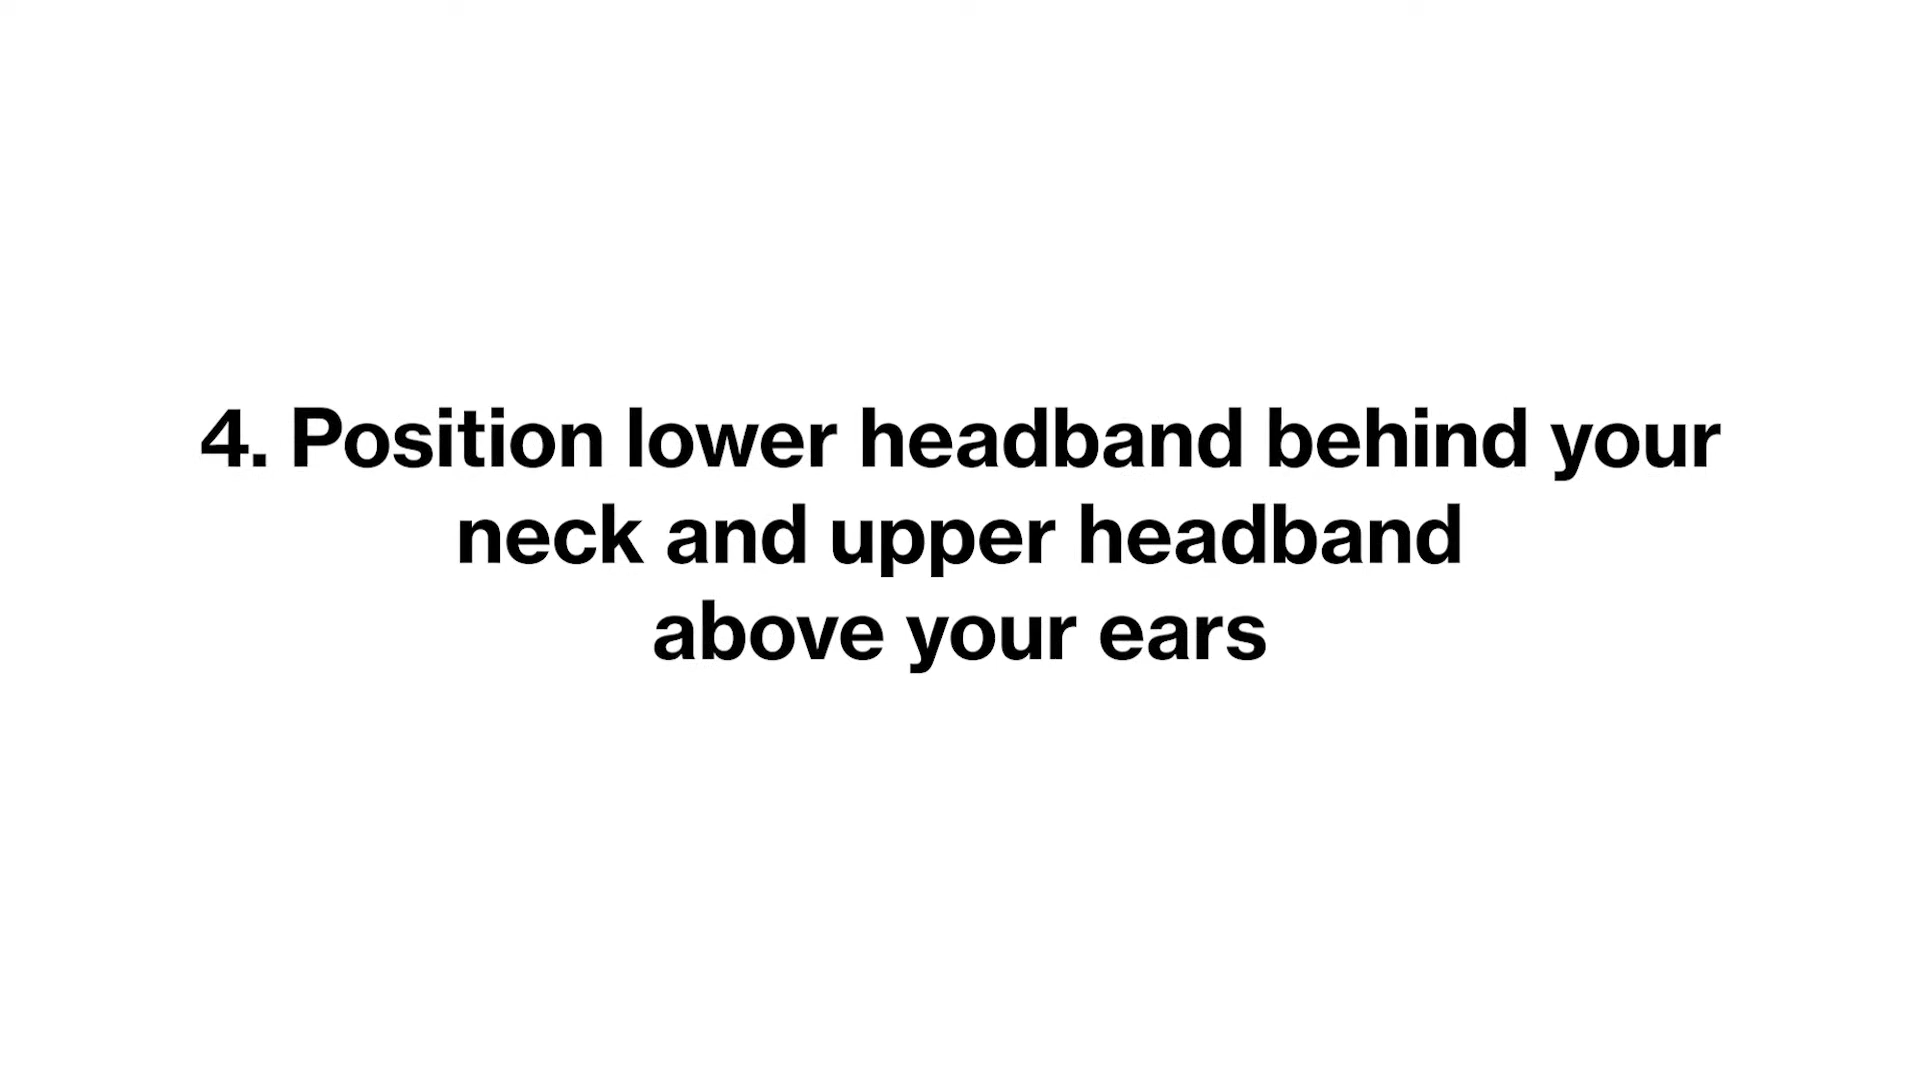 4. Position lower headband behind your
neck and upper headband
above your ears